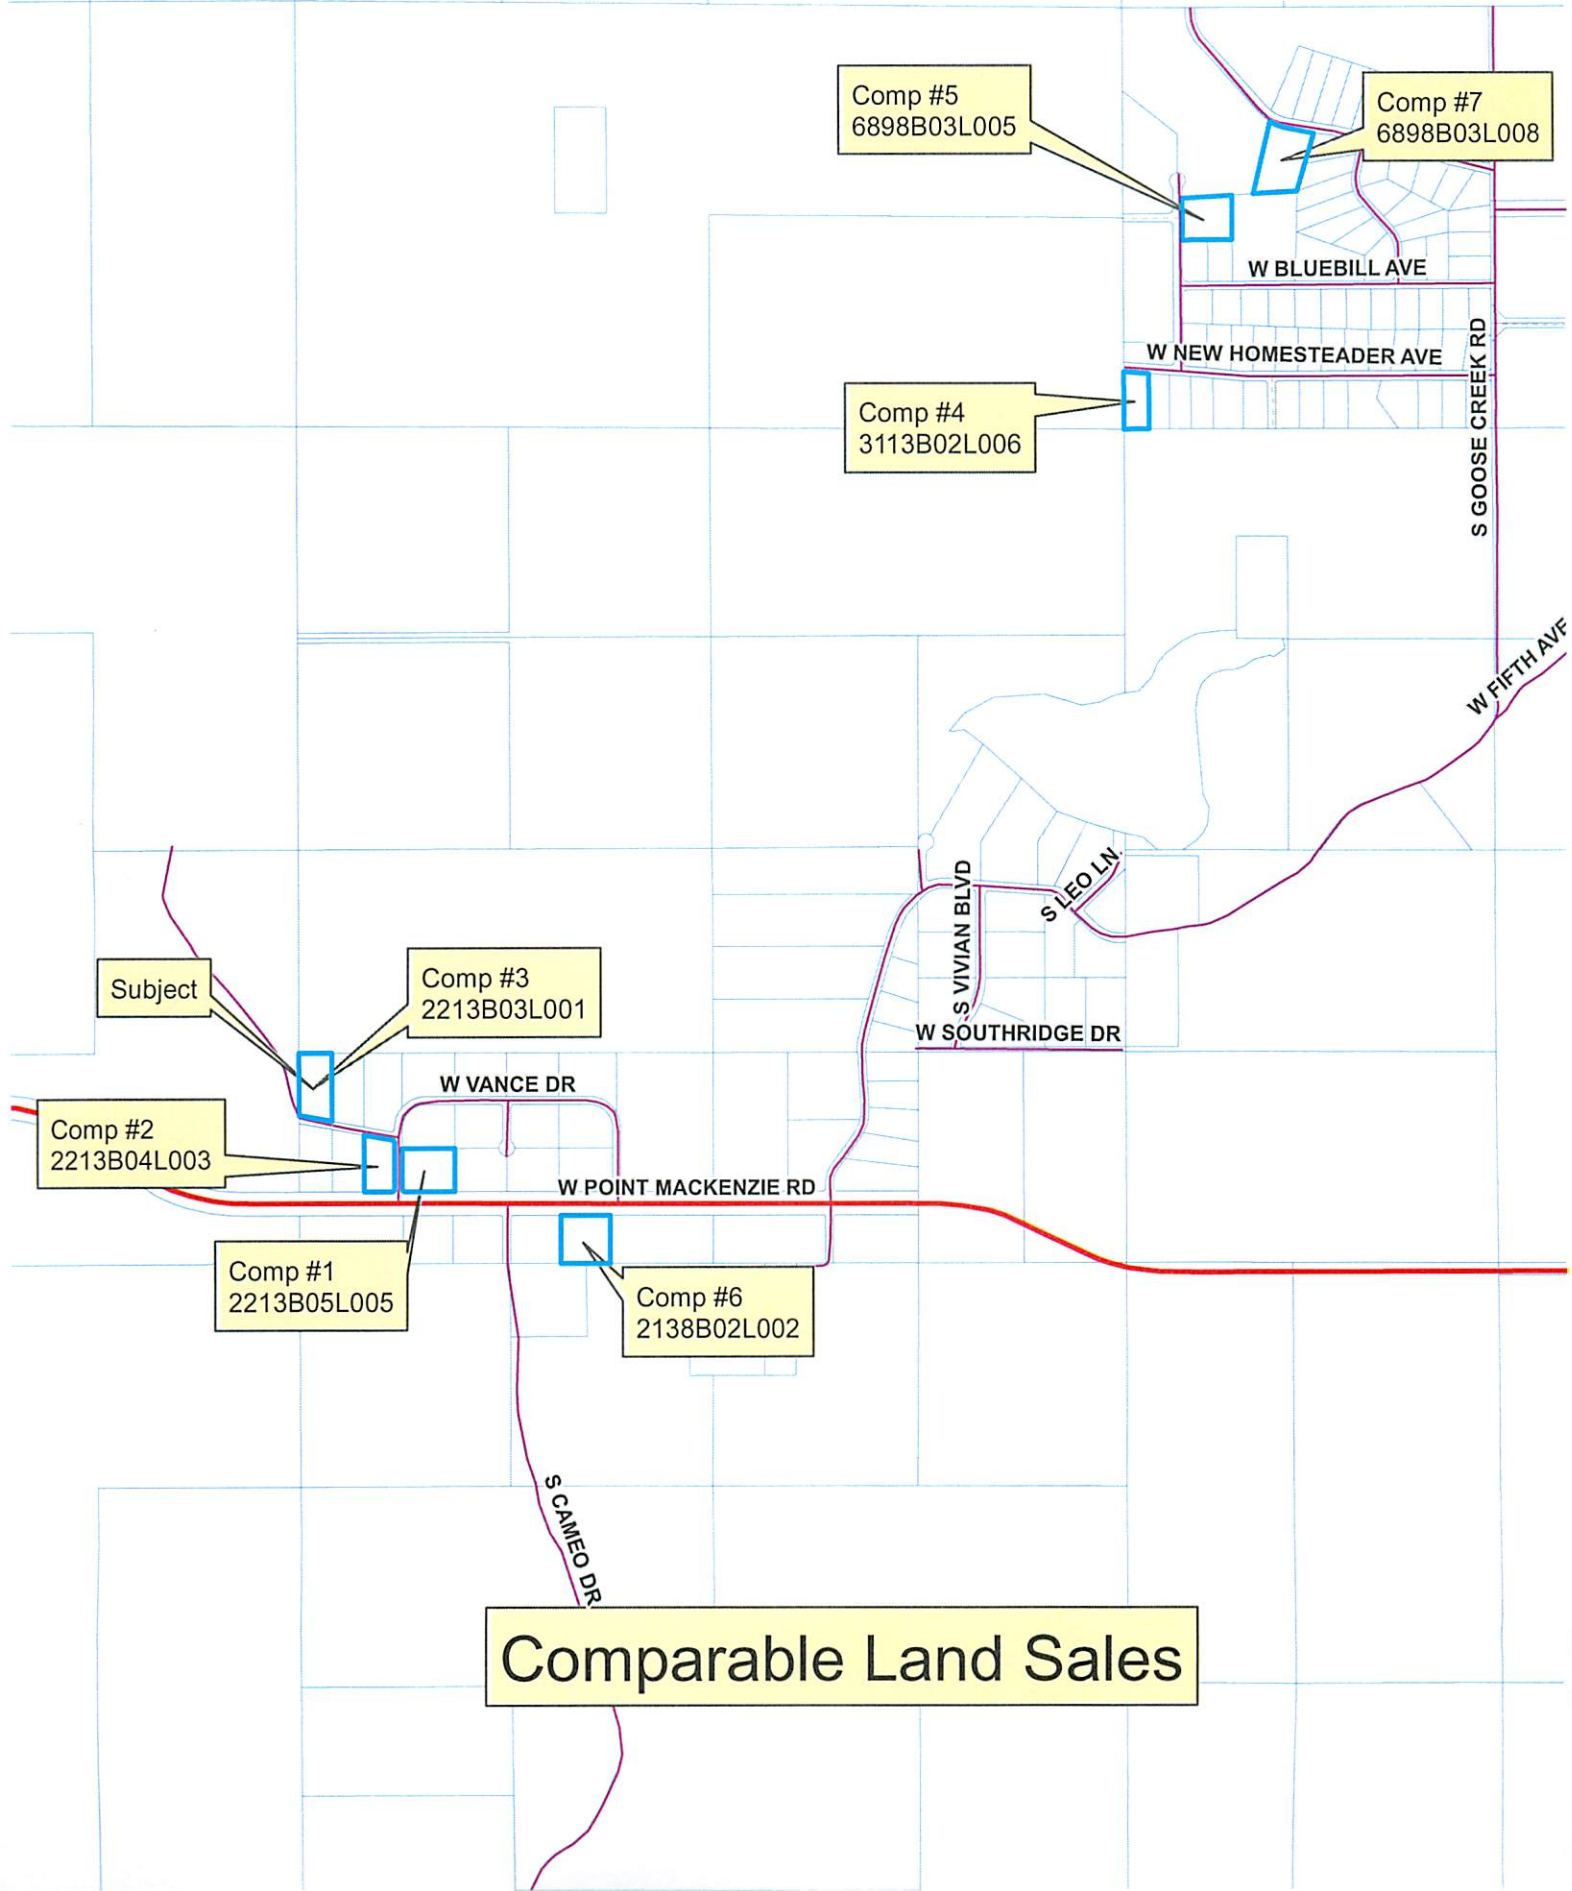 Comp #5
6898B03L005
Comp #7
6898B03L008
W BLUEBILL AVE
W NEW HOMESTEADER AVE
Comp #4
3113B02L006
S GOOSE CREEK RD
W FIFTH AVE
S VIVIAN BLVD
S LEO LN
W SOUTHRIDGE DR
Subject
Comp #3
2213B03L001
W VANCE DR
Comp #2
2213B04L003
W POINT MACKENZIE RD
Comp #1
2213B05L005
Comp #6
2138B02L002
S CAMEO DR
Comparable Land Sales